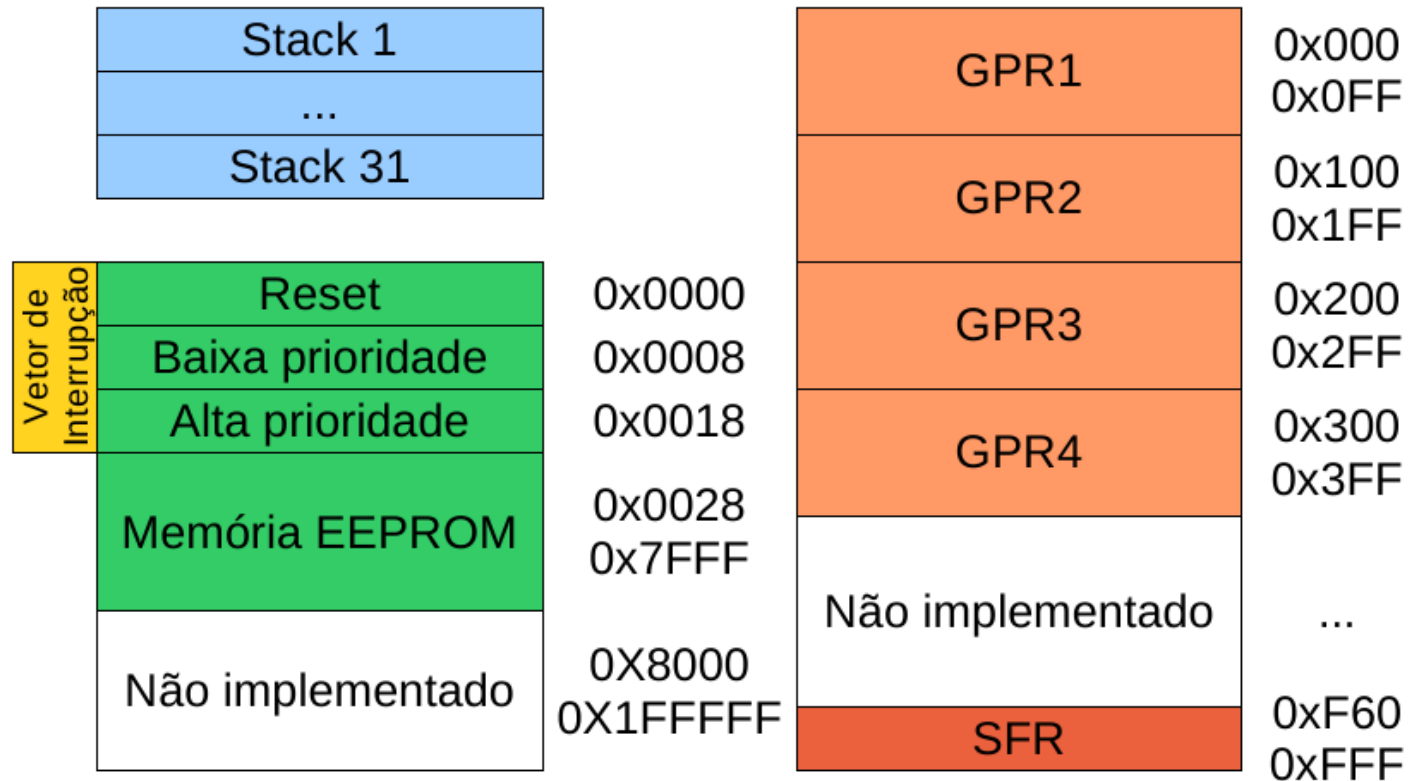 Stack 1
...
Stack 31
Vetor de
Interrupção
Reset
0x0000
Baixa prioridade
0x0008
Alta prioridade
0x0018
Memória EEPROM
0x0028
0x7FFF
Não implementado
0X8000
0X1FFFFF
GPR1
0x000
0x0FF
GPR2
0x100
0x1FF
GPR3
0x200
0x2FF
GPR4
0x300
0x3FF
Não implementado
...
SFR
0xF60
0xFFF